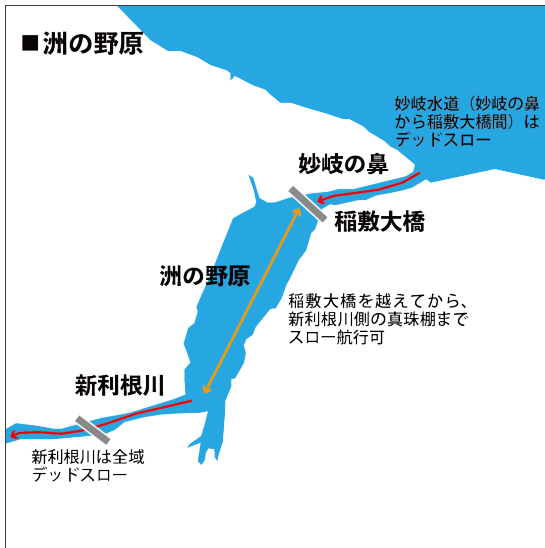 ■洲の野原
妙岐水道（妙岐の鼻
から稲敷大橋間）は
デッドスロー
妙岐の鼻
稲敷大橋
洲の野原
稲敷大橋を越えてから、
新利根川側の真珠棚まで
スロー航行可
新利根川
新利根川は全域
デッドスロー